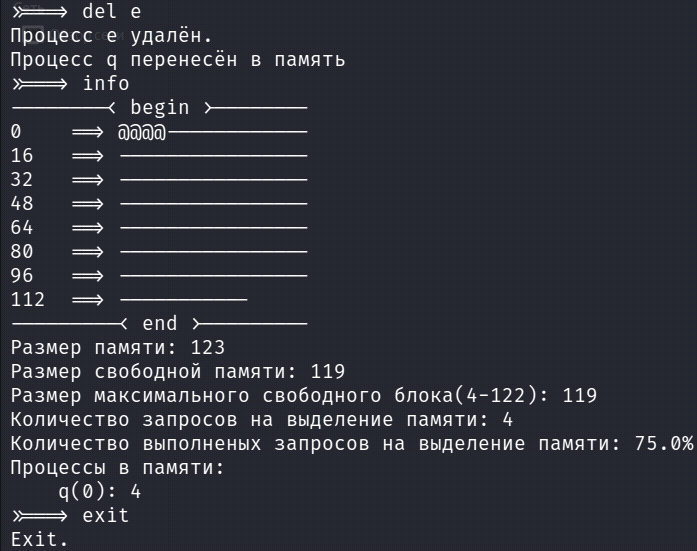 >>===> del e
Процесс e удалён.
Процесс q перенесён в память
>>===> info
--------< begin >--------
0    ==> @@@@------------
16   ==> ----------------
32   ==> ----------------
48   ==> ----------------
64   ==> ----------------
80   ==> ----------------
96   ==> ----------------
112  ==> -----------
---------< end >---------
Размер памяти: 123
Размер свободной памяти: 119
Размер максимального свободного блока(4-122): 119
Количество запросов на выделение памяти: 4
Количество выполненых запросов на выделение памяти: 75.0%
Процессы в памяти:
    q(0): 4
>>===> exit
Exit.